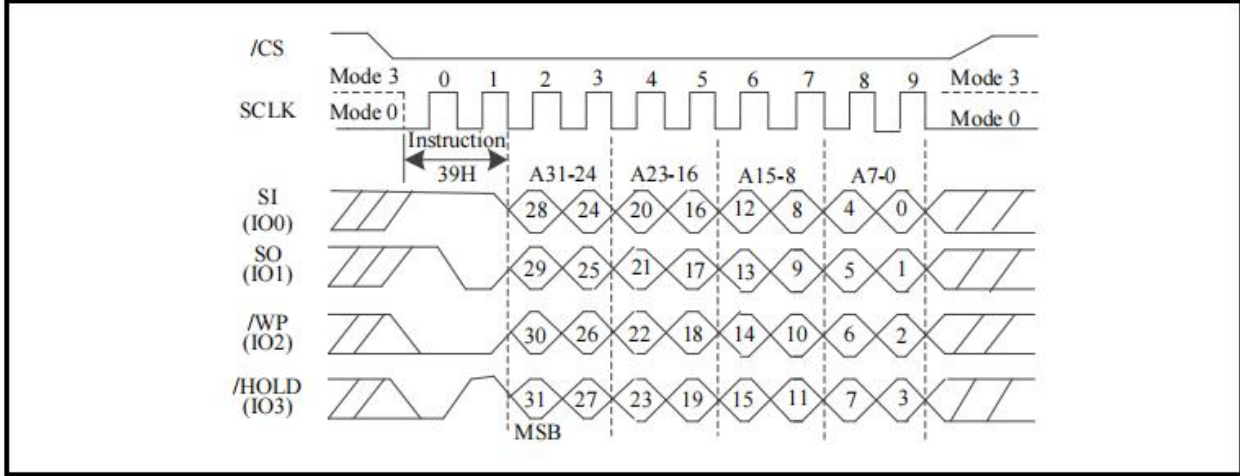 /CS
Mode 3 0 1 2 3 4 5 6 7 8 9 Mode 3
SCLK Mode 0 Mode 0
Instruction
39H A31-24 A23-16 A15-8 A7-0
SI
(IO0) 28 24 20 16 12 8 4 0
SO
(IO1) 29 25 21 17 13 9 5 1
/WP
(IO2) 30 26 22 18 14 10 6 2
/HOLD
(IO3) 31 27 23 19 15 11 7 3
MSB